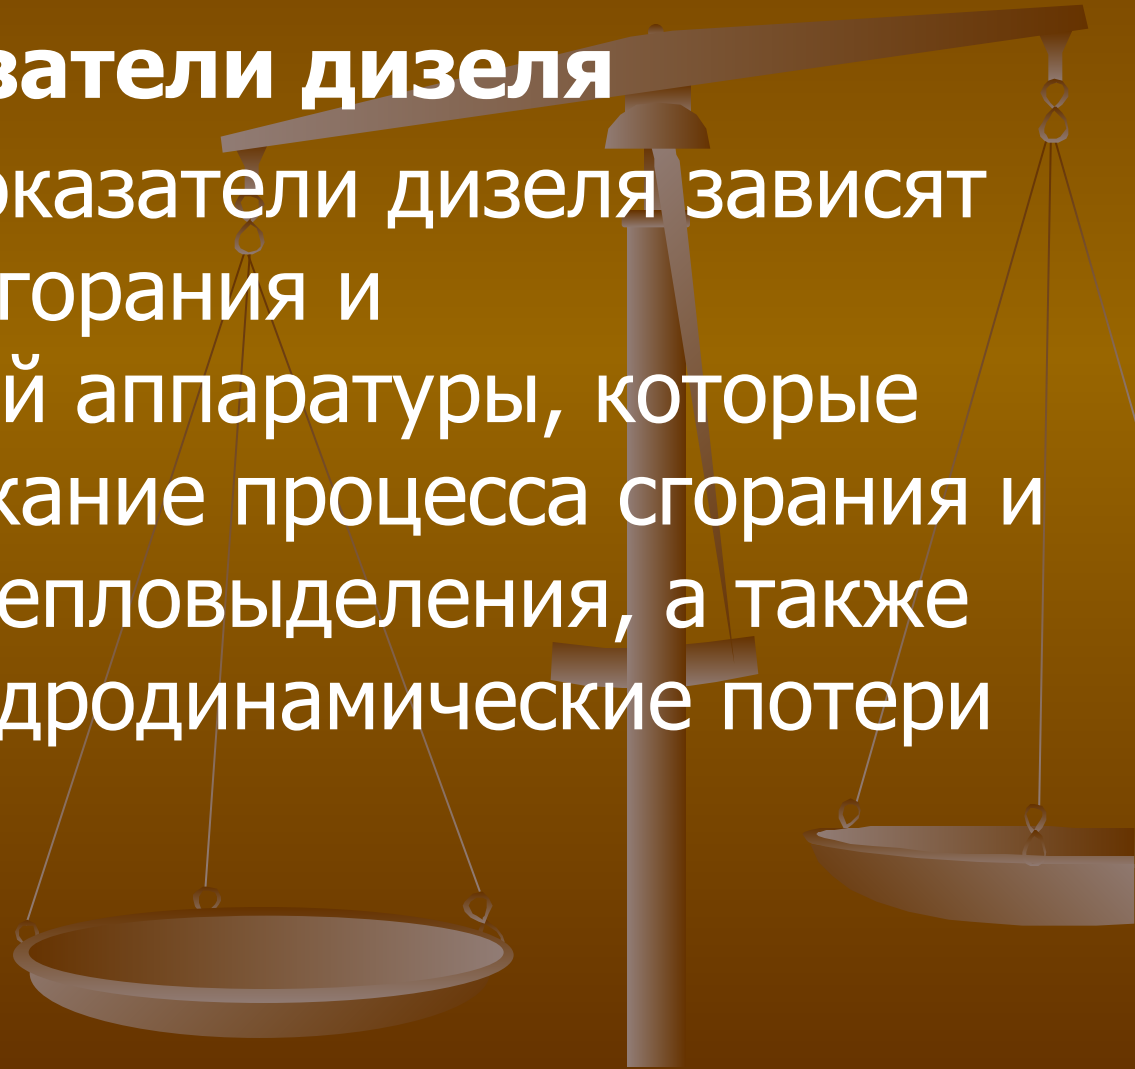 затели дизеля
оказатели дизеля зависят
горания и
й аппаратуры, которые
кание процесса сгорания и
епловыделения, а также
дродинамические потери